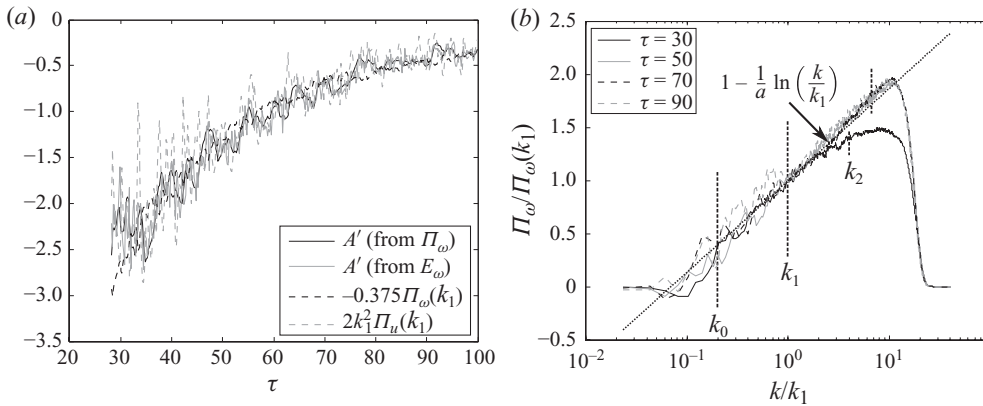 (a)
0
−0.5
−1.0
−1.5
−2.0
−2.5
−3.0
−3.5
20 30 40 50 60 70 80 90 100
τ
A′ (from Π_ω)
A′ (from E_ω)
−0.375Π_ω(k_1)
2k_1^2Π_u(k_1)
(b)
2.5
2.0
1.5
1.0
0.5
0
−0.5
Π_ω/Π_ω(k_1)
τ = 30
τ = 50
τ = 70
τ = 90
1 − 1/a ln (k/k_1)
k_2
k_1
k_0
10^−2 10^−1 10^0 10^1
k/k_1